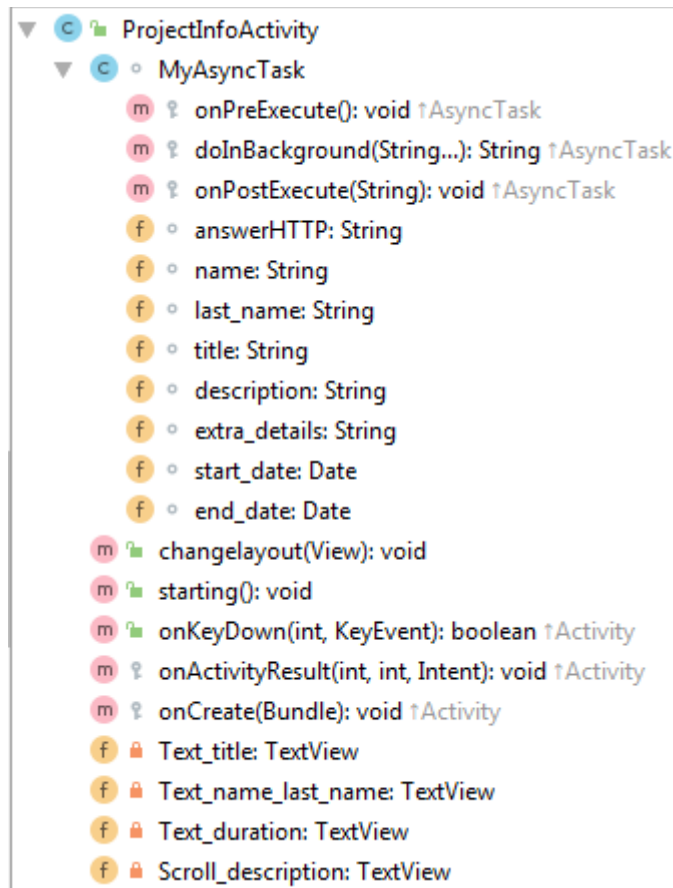 C ProjectInfoActivity
C MyAsyncTask
m onPreExecute(): void ↑AsyncTask
m doInBackground(String...): String ↑AsyncTask
m onPostExecute(String): void ↑AsyncTask
f answerHTTP: String
f name: String
f last_name: String
f title: String
f description: String
f extra_details: String
f start_date: Date
f end_date: Date
m changelayout(View): void
m starting(): void
m onKeyDown(int, KeyEvent): boolean ↑Activity
m onActivityResult(int, int, Intent): void ↑Activity
m onCreate(Bundle): void ↑Activity
f Text_title: TextView
f Text_name_last_name: TextView
f Text_duration: TextView
f Scroll_description: TextView